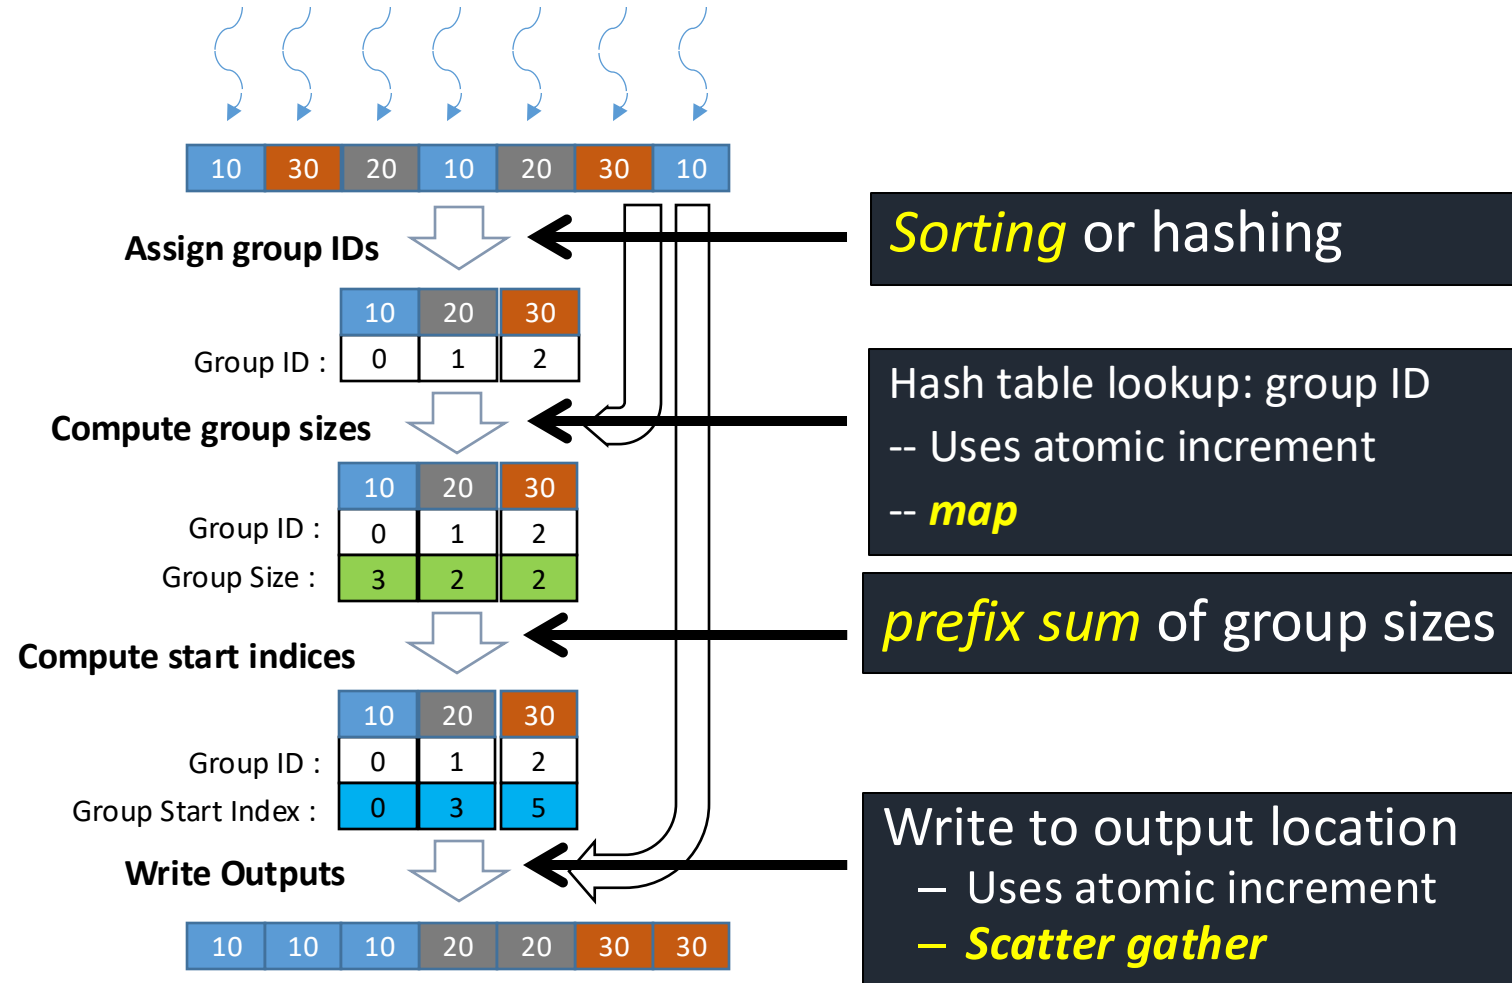 10 30 20 10 20 30 10
Assign group IDs
Sorting or hashing
10 20 30
Group ID : 0 1 2
Compute group sizes
Hash table lookup: group ID
-- Uses atomic increment
-- map
10 20 30
Group ID : 0 1 2
Group Size : 3 2 2
Compute start indices
prefix sum of group sizes
10 20 30
Group ID : 0 1 2
Group Start Index : 0 3 5
Write Outputs
Write to output location
– Uses atomic increment
– Scatter gather
10 10 10 20 20 30 30